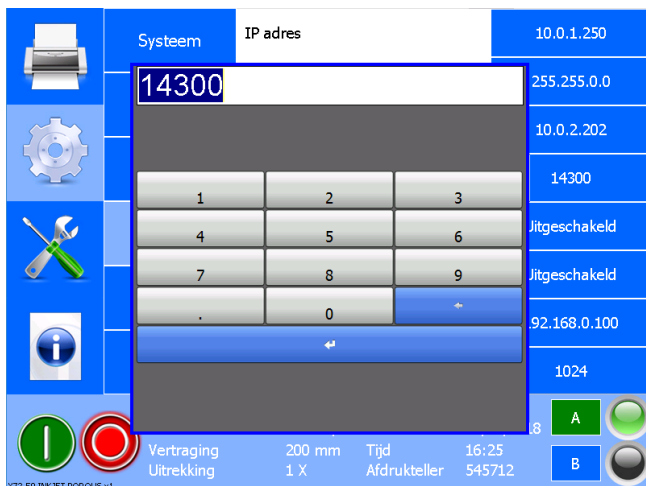 Systeem
IP adres
10.0.1.250
14300
255.255.0.0
10.0.2.202
14300
1 2 3
4 5 6
7 8 9
. 0
Uitgeschakeld
Uitgeschakeld
192.168.0.100
1024
Vertraging 200 mm Tijd 16:25
Uitrekking 1 X Afdrukteller 545712
A
B